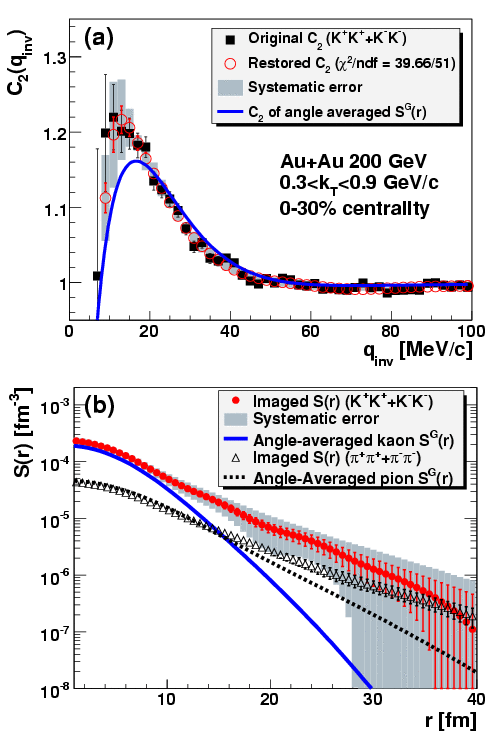 (a)
Original C₂ (K⁺K⁺+K⁻K⁻)
Restored C₂ (χ²/ndf = 39.66/51)
Systematic error
C₂ of angle averaged Sᴳ(r)
Au+Au 200 GeV
0.3<k_T<0.9 GeV/c
0-30% centrality
C₂(q_inv)
1.3
1.2
1.1
1
0 20 40 60 80 100
q_inv [MeV/c]
(b)
Imaged S(r) (K⁺K⁺+K⁻K⁻)
Systematic error
Angle-averaged kaon Sᴳ(r)
Imaged S(r) (π⁺π⁺+π⁻π⁻)
Angle-Averaged pion Sᴳ(r)
S(r) [fm⁻³]
10⁻³
10⁻⁴
10⁻⁵
10⁻⁶
10⁻⁷
10⁻⁸
10 20 30 40
r [fm]